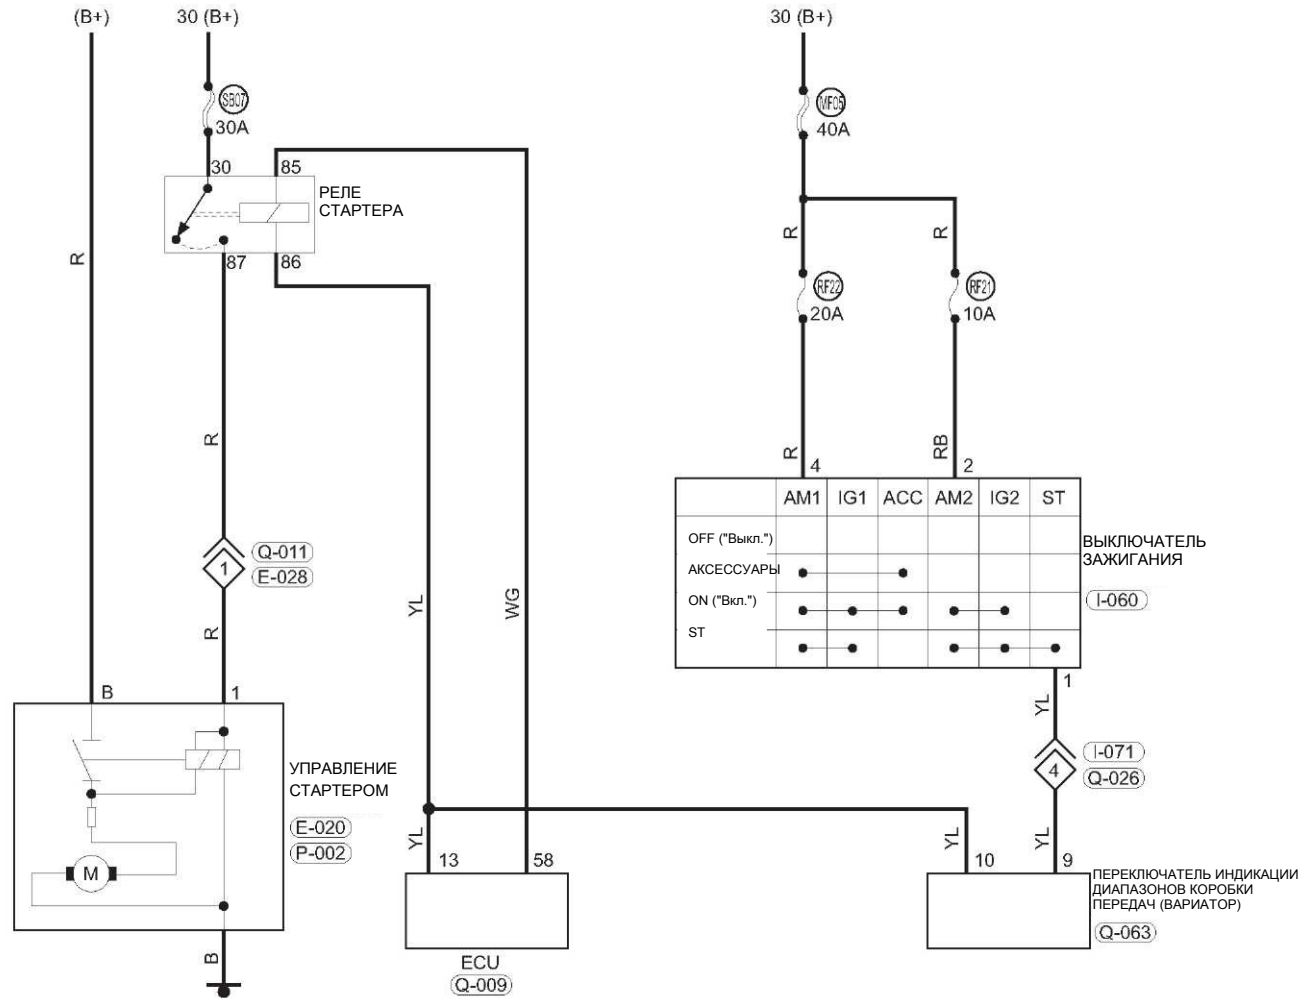 (B+)
30 (B+)
30 (B+)
SB07
30A
MF05
40A
30
85
РЕЛЕ
СТАРТЕРА
87
86
R
R
R
RF22
20A
RF21
10A
R
R
RB
4
2
AM1 IG1 ACC AM2 IG2 ST
OFF ("Выкл.")
АКСЕССУАРЫ
ON ("Вкл.")
ST
ВЫКЛЮЧАТЕЛЬ
ЗАЖИГАНИЯ
I-060
1
Q-011
E-028
YL
WG
R
B
1
1
YL
4
I-071
Q-026
УПРАВЛЕНИЕ
СТАРТЕРОМ
E-020
P-002
M
YL
YL
YL
13
58
10
9
ПЕРЕКЛЮЧАТЕЛЬ ИНДИКАЦИИ
ДИАПАЗОНОВ КОРОБКИ
ПЕРЕДАЧ (ВАРИАТОР)
Q-063
B
ECU
Q-009